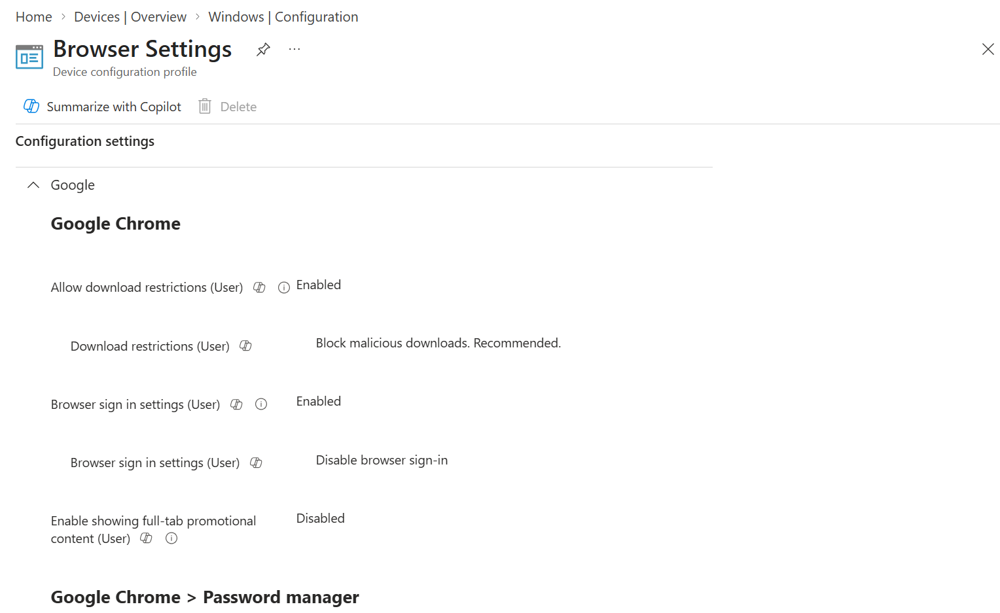 Home > Devices | Overview > Windows | Configuration
Browser Settings
Device configuration profile
Summarize with Copilot Delete
Configuration settings
Google
Google Chrome
Allow download restrictions (User) Enabled
Download restrictions (User) Block malicious downloads. Recommended.
Browser sign in settings (User) Enabled
Browser sign in settings (User) Disable browser sign-in
Enable showing full-tab promotional Disabled
content (User)
Google Chrome > Password manager